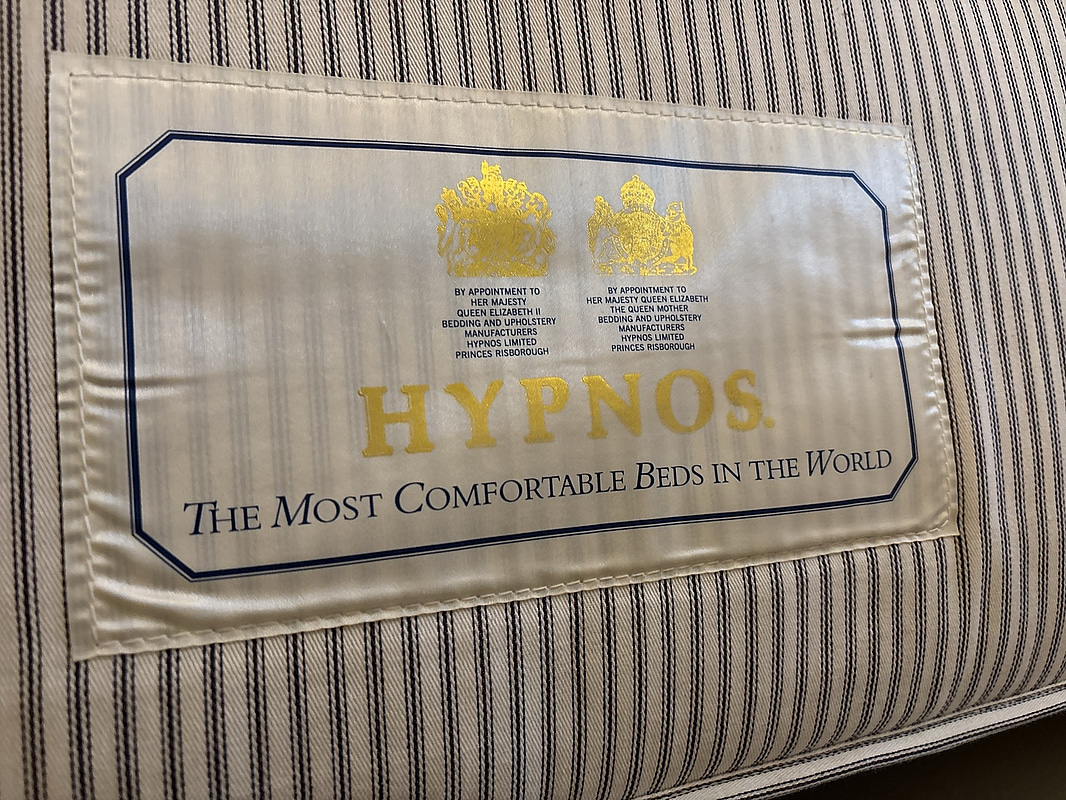 BY APPOINTMENT TO
HER MAJESTY
QUEEN ELIZABETH II
BEDDING AND UPHOLSTERY
MANUFACTURERS
HYPNOS LIMITED
PRINCES RISBOROUGH
BY APPOINTMENT TO
HER MAJESTY QUEEN ELIZABETH
THE QUEEN MOTHER
BEDDING AND UPHOLSTERY
MANUFACTURERS
HYPNOS LIMITED
PRINCES RISBOROUGH
HYPNOS.
THE MOST COMFORTABLE BEDS IN THE WORLD